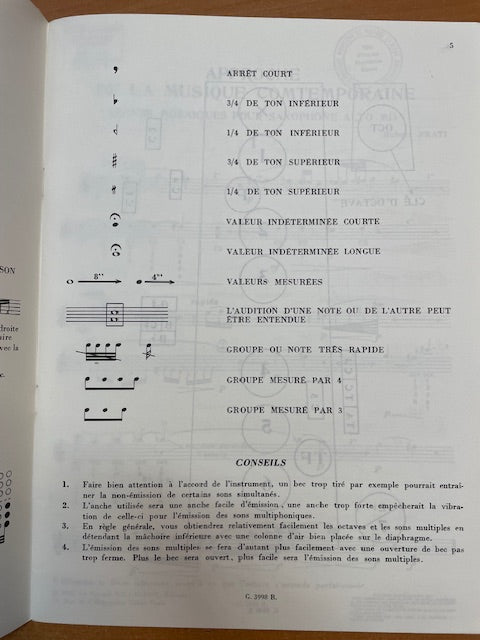 5
ARRÊT COURT
3/4 DE TON INFÉRIEUR
1/4 DE TON INFÉRIEUR
3/4 DE TON SUPÉRIEUR
1/4 DE TON SUPÉRIEUR
VALEUR INDÉTERMINÉE COURTE
VALEUR INDÉTERMINÉE LONGUE
8" 4" VALEURS MESURÉES
L'AUDITION D'UNE NOTE OU DE L'AUTRE PEUT
ÊTRE ENTENDUE
GROUPE OU NOTE TRÈS RAPIDE
GROUPE MESURÉ PAR 4
GROUPE MESURÉ PAR 3
CONSEILS
1. Faire bien attention à l'accord de l'instrument, un bec trop tiré par exemple pourrait entraî-
ner la non-émission de certains sons simultanés.
2. L'anche utilisée sera une anche facile d'émission, une anche trop forte empêcherait la vibra-
tion de celle-ci pour l'émission des sons multiphoniques.
3. En règle générale, vous obtiendrez relativement facilement les octaves et les sons multiples en
détendant la mâchoire inférieure avec une colonne d'air bien placée sur le diaphragme.
4. L'émission des sons multiples se fera d'autant plus facilement avec une ouverture de bec pas
trop ferme. Plus le bec sera ouvert, plus facile sera l'émission des sons multiples.
G. 3998 B.
SON
droite
aire
vec la